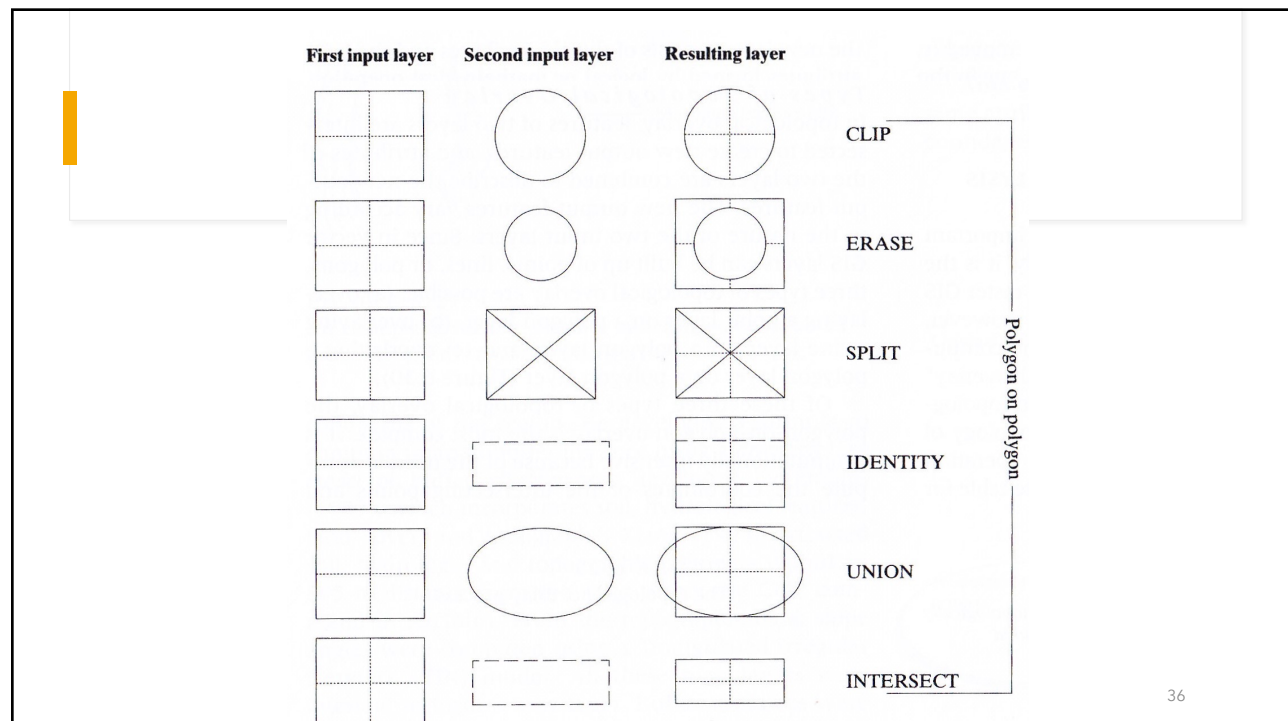 First input layer Second input layer Resulting layer
CLIP
ERASE
SPLIT
IDENTITY
UNION
INTERSECT
Polygon on polygon
36